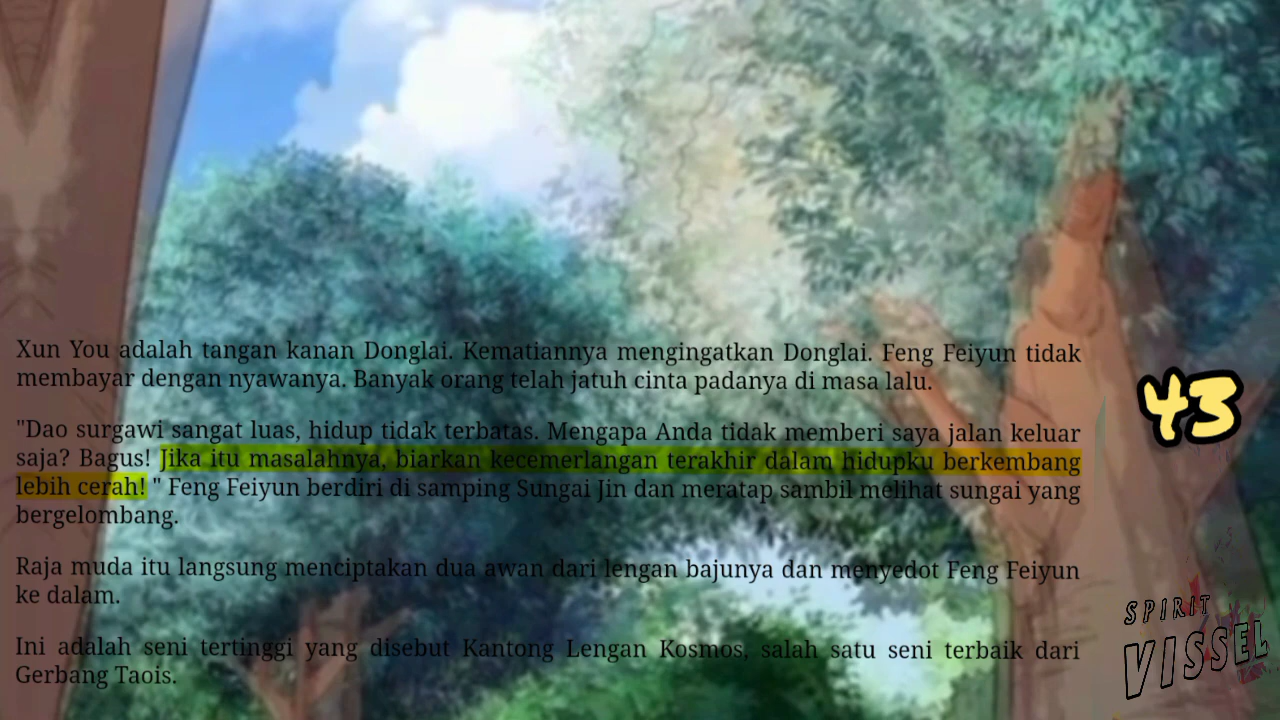 Xun You adalah tangan kanan Donglai. Kematiannya mengingatkan Donglai. Feng Feiyun tidak
membayar dengan nyawanya. Banyak orang telah jatuh cinta padanya di masa lalu.
"Dao surgawi sangat luas, hidup tidak terbatas. Mengapa Anda tidak memberi saya jalan keluar
saja? Bagus! Jika itu masalahnya, biarkan kecemerlangan terakhir dalam hidupku berkembang
lebih cerah! " Feng Feiyun berdiri di samping Sungai Jin dan meratap sambil melihat sungai yang
bergelombang.
Raja muda itu langsung menciptakan dua awan dari lengan bajunya dan menyedot Feng Feiyun
ke dalam.
Ini adalah seni tertinggi yang disebut Kantong Lengan Kosmos, salah satu seni terbaik dari
Gerbang Taois.
43
SPIRIT
VISSEL